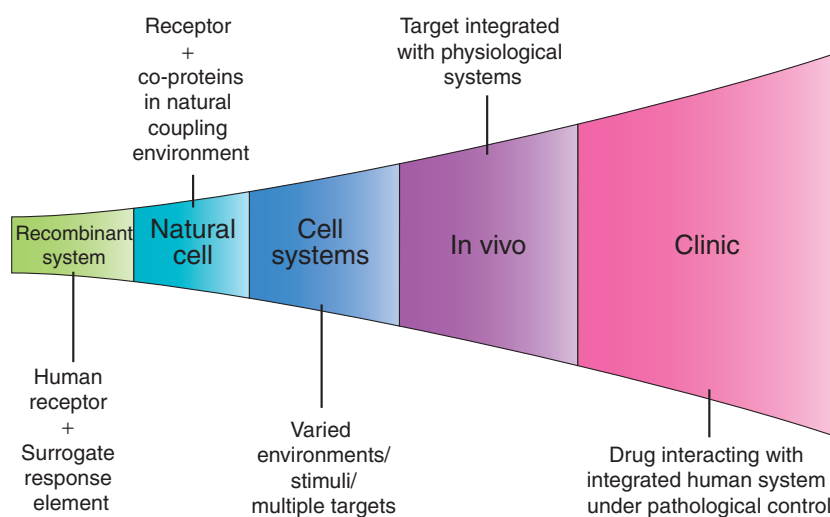 Receptor
+
co-proteins
in natural
coupling
environment
Target integrated
with physiological
systems
Recombinant
system
Natural
cell
Cell
systems
In vivo
Clinic
Human
receptor
+
Surrogate
response
element
Varied
environments/
stimuli/
multiple targets
Drug interacting with
integrated human system
under pathological control